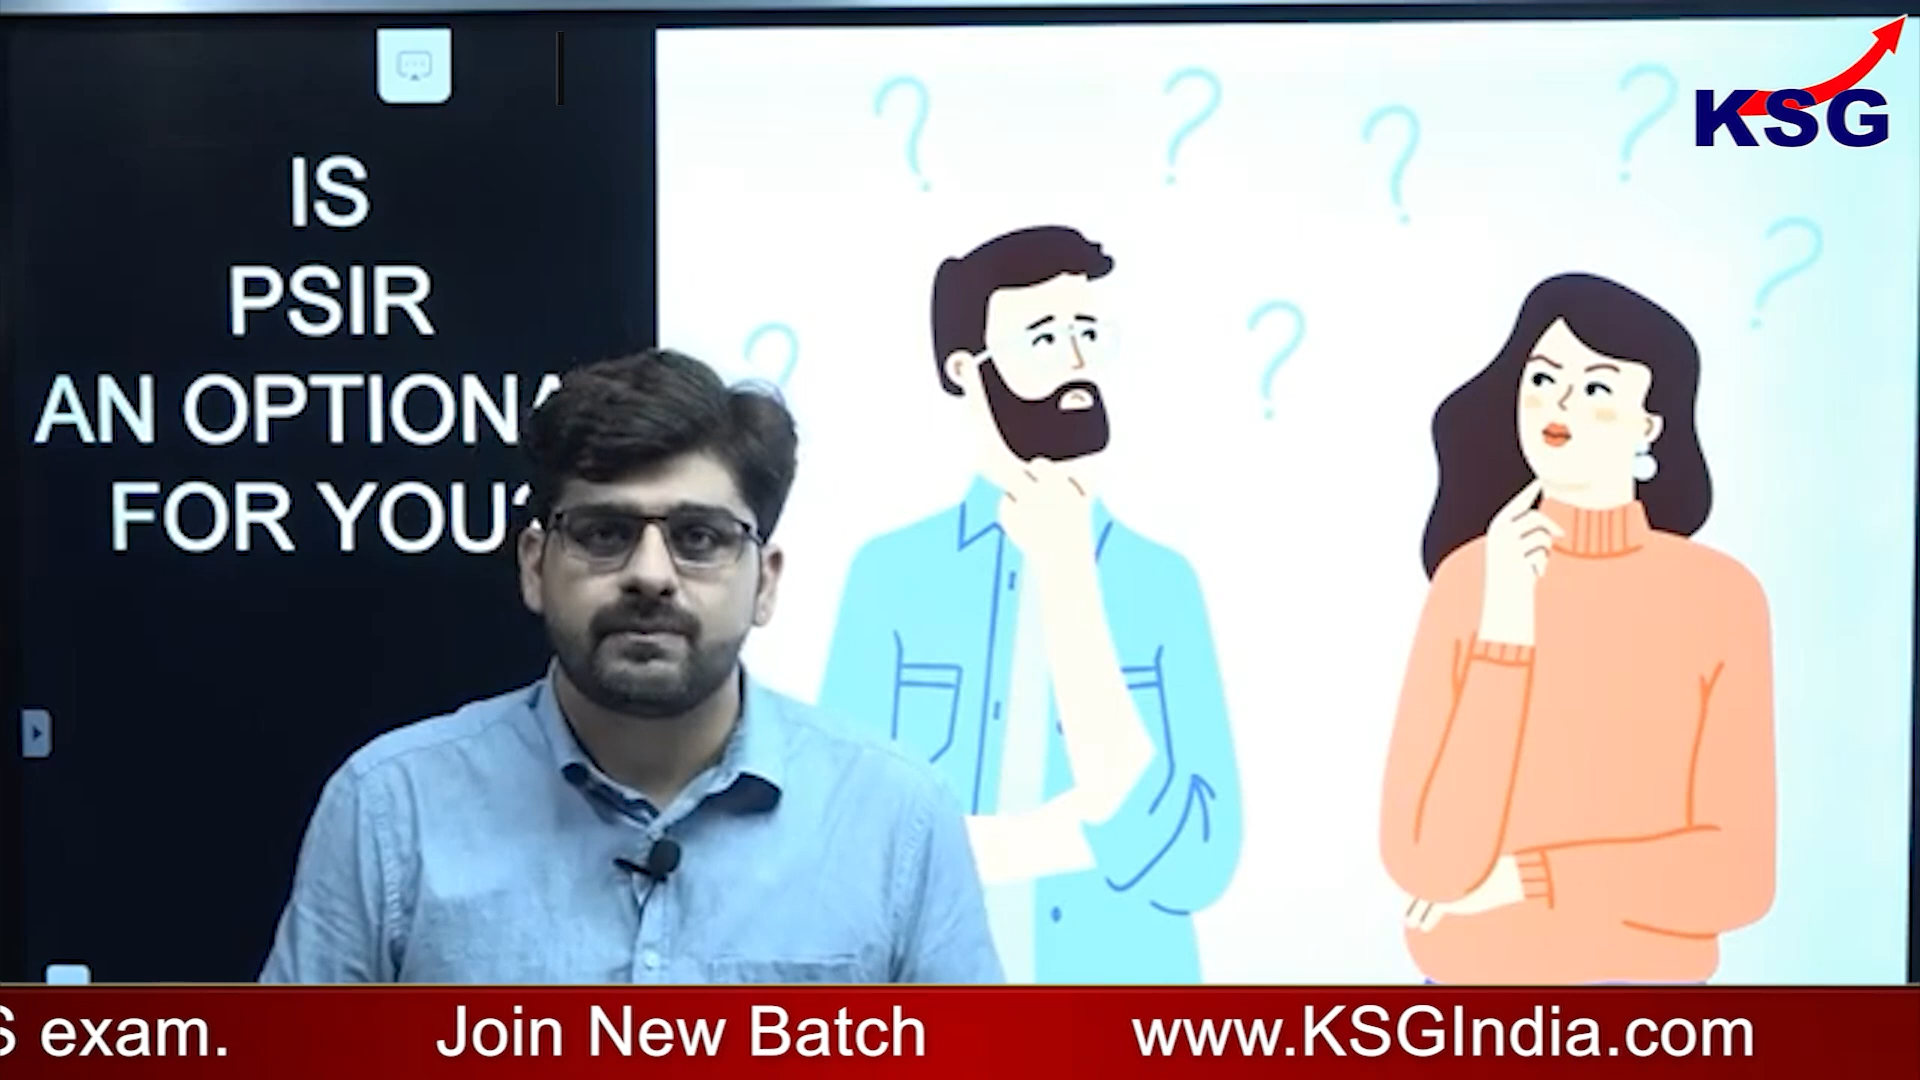 KSG
IS
PSIR
AN OPTIONA
FOR YOU?
S exam. Join New Batch www.KSGIndia.com